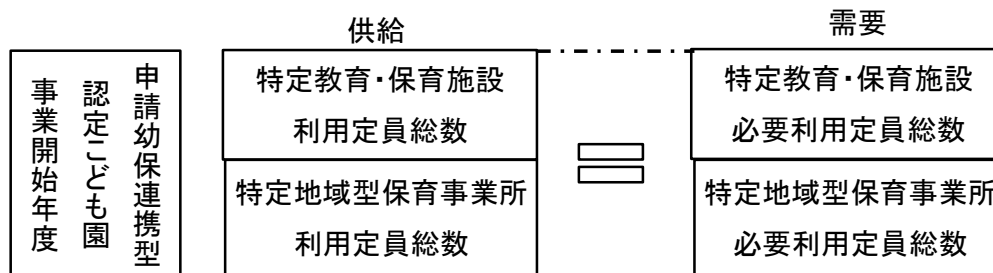 申請幼保連携型
認定こども園
事業開始年度
供給
特定教育・保育施設
利用定員総数
特定地域型保育事業所
利用定員総数
＝
需要
特定教育・保育施設
必要利用定員総数
特定地域型保育事業所
必要利用定員総数